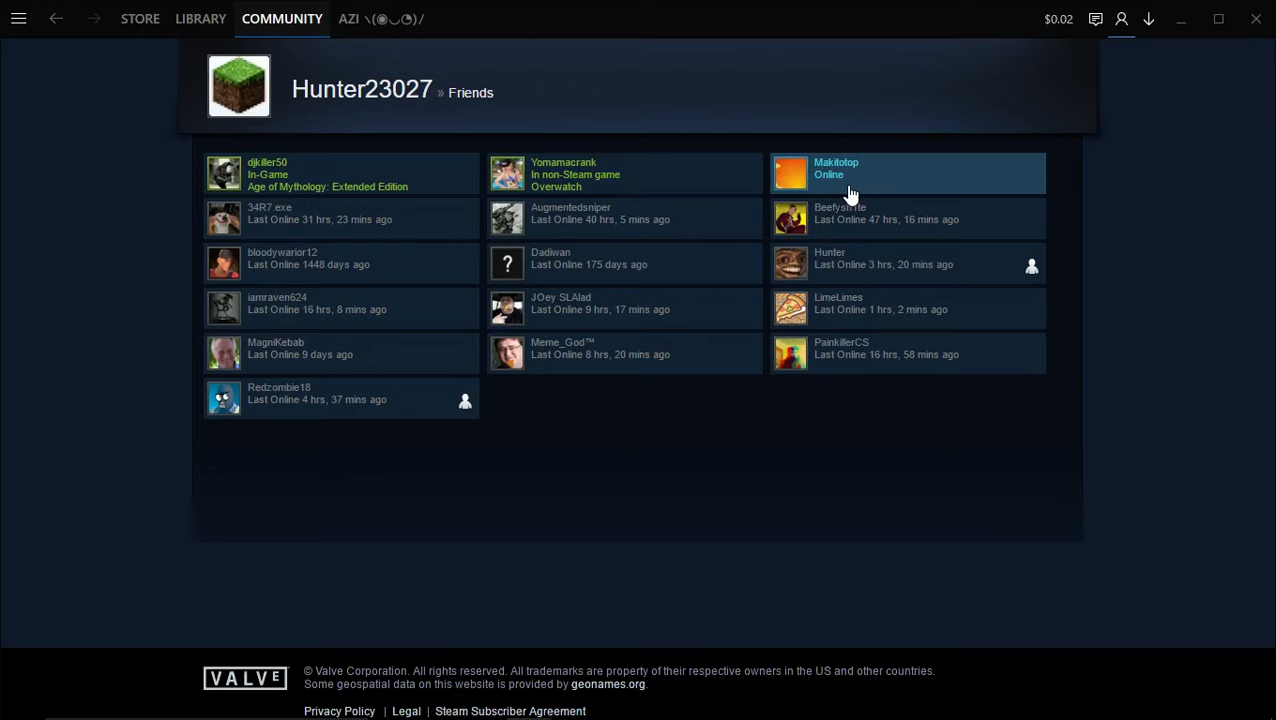 STORE LIBRARY COMMUNITY AZI ヽ(◉◡◔)ﾉ $0.02
Hunter23027 » Friends
djkiller50
In-Game
Age of Mythology: Extended Edition
Yomamacrank
In non-Steam game
Overwatch
Makitotop
Online
34R7.exe
Last Online 31 hrs, 23 mins ago
Augmentedsniper
Last Online 40 hrs, 5 mins ago
Last Online 47 hrs, 16 mins ago
bloodywarior12
Last Online 1448 days ago
?
Dadiwan
Last Online 175 days ago
Hunter
Last Online 3 hrs, 20 mins ago
iamraven624
Last Online 16 hrs, 8 mins ago
JOey SLAlad
Last Online 9 hrs, 17 mins ago
LimeLimes
Last Online 1 hrs, 2 mins ago
MagniKebab
Last Online 9 days ago
Meme_God™
Last Online 8 hrs, 20 mins ago
PainkillerCS
Last Online 16 hrs, 58 mins ago
Redzombie18
Last Online 4 hrs, 37 mins ago
VALVE
© Valve Corporation. All rights reserved. All trademarks are property of their respective owners in the US and other countries.
Some geospatial data on this website is provided by geonames.org.
Privacy Policy | Legal | Steam Subscriber Agreement